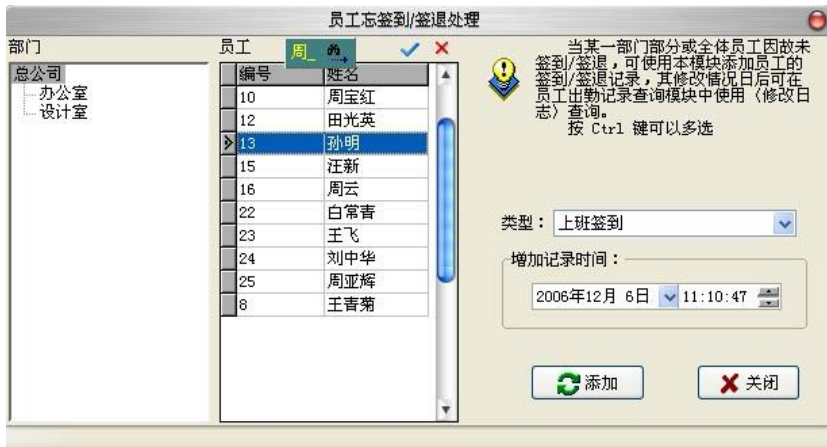 员工忘签到/签退处理
部门
总公司
办公室
设计室
员工
周_
编号 姓名
10 周宝红
12 田光英
13 孙明
15 汪新
16 周云
22 白常青
23 王飞
24 刘中华
25 周亚辉
8 王青菊
当某一部门部分或全体员工因故未
签到/签退，可使用本模块添加员工的
签到/签退记录，其修改情况日后可在
员工出勤记录查询模块中使用〈修改日
志〉查询。
按 Ctrl 键可以多选
类型：上班签到
增加记录时间：
2006年12月 6日 11:10:47
添加
关闭